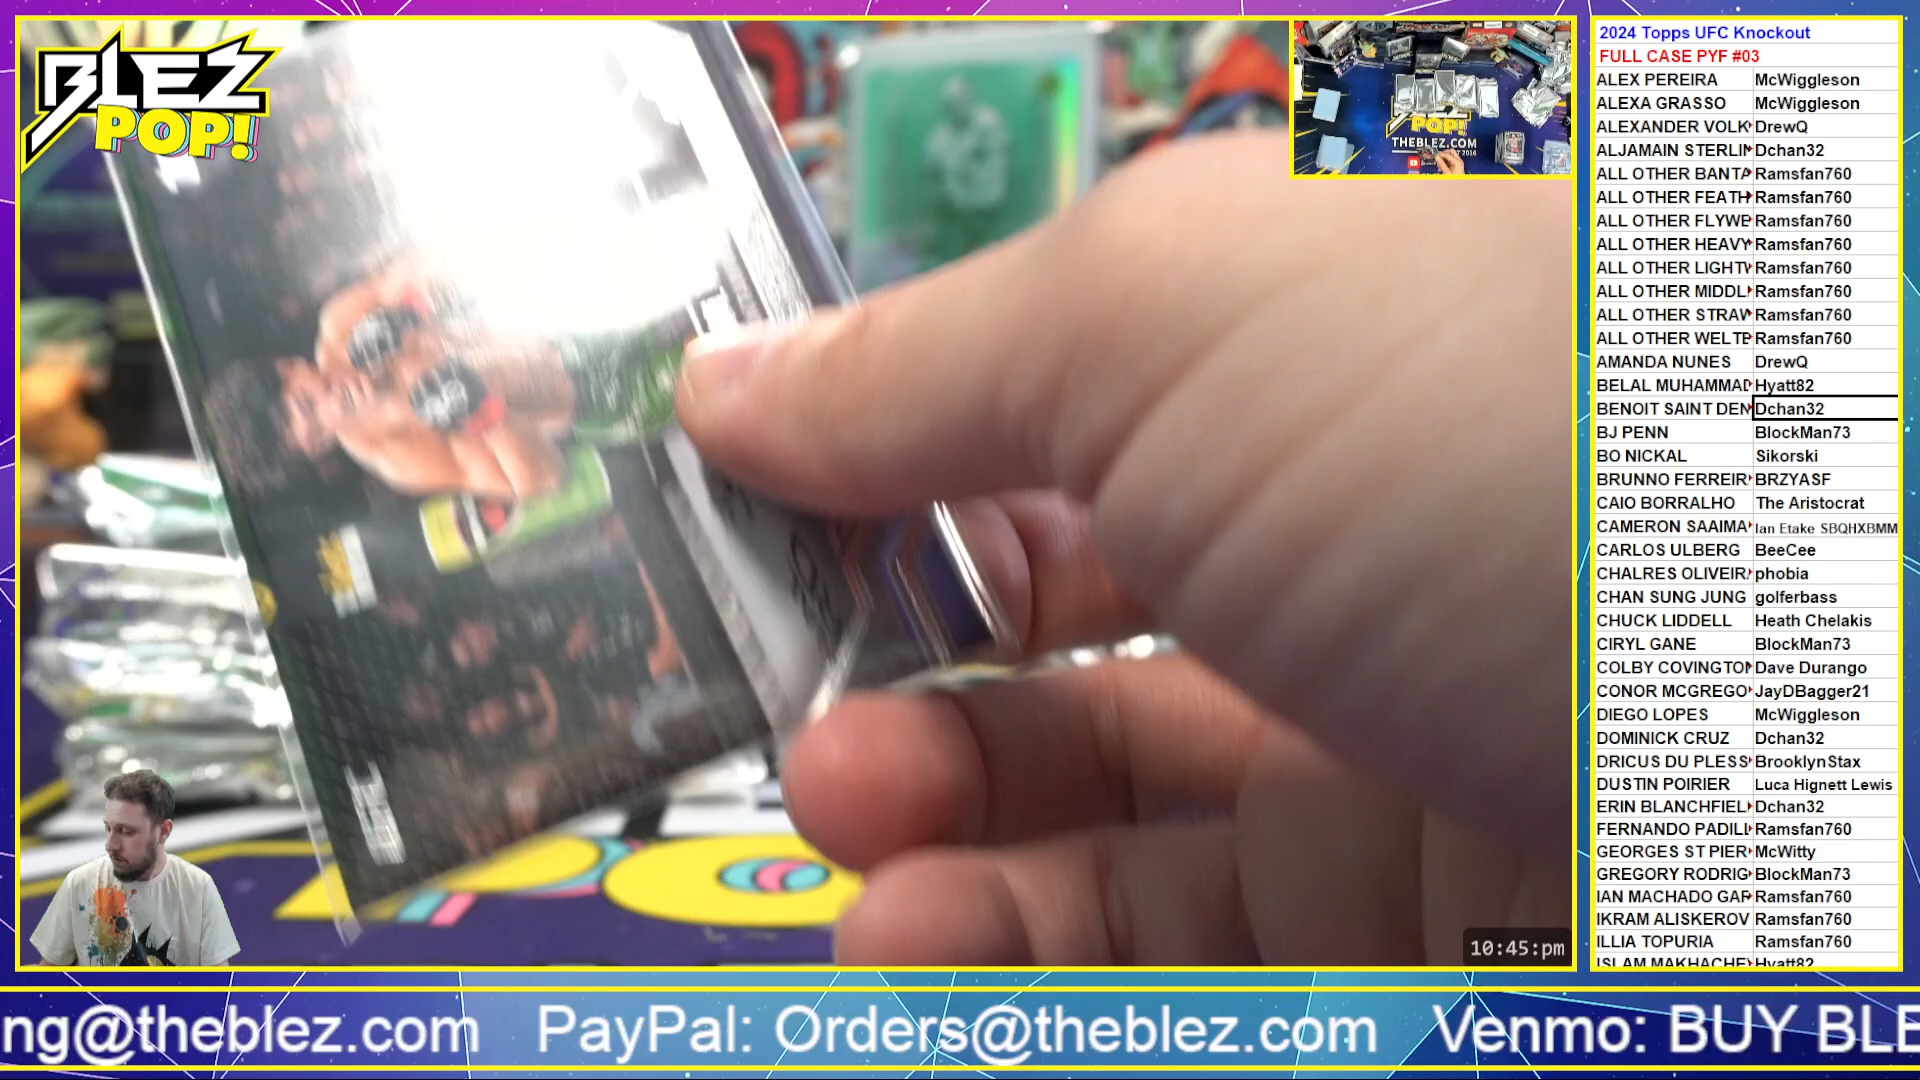 BLEZ
POP!
POP!
THEBLEZ.COM
2024 Topps UFC Knockout
FULL CASE PYF #03
ALEX PEREIRA McWiggleson
ALEXA GRASSO McWiggleson
ALEXANDER VOLK DrewQ
ALJAMAIN STERLIN Dchan32
ALL OTHER BANTA Ramsfan760
ALL OTHER FEATH Ramsfan760
ALL OTHER FLYWE Ramsfan760
ALL OTHER HEAVY Ramsfan760
ALL OTHER LIGHTW Ramsfan760
ALL OTHER MIDDL Ramsfan760
ALL OTHER STRAW Ramsfan760
ALL OTHER WELTE Ramsfan760
AMANDA NUNES DrewQ
BELAL MUHAMMAD Hyatt82
BENOIT SAINT DEN Dchan32
BJ PENN BlockMan73
BO NICKAL Sikorski
BRUNNO FERREIR BRZYASF
CAIO BORRALHO The Aristocrat
CAMERON SAAIMA Ian Etake SBQHXBMM
CARLOS ULBERG BeeCee
CHALRES OLIVEIRA phobia
CHAN SUNG JUNG golferbass
CHUCK LIDDELL Heath Chelakis
CIRYL GANE BlockMan73
COLBY COVINGTON Dave Durango
CONOR MCGREGO JayDBagger21
DIEGO LOPES McWiggleson
DOMINICK CRUZ Dchan32
DRICUS DU PLESS BrooklynStax
DUSTIN POIRIER Luca Hignett Lewis
ERIN BLANCHFIEL Dchan32
FERNANDO PADILL Ramsfan760
GEORGES ST PIER McWitty
GREGORY RODRIG BlockMan73
IAN MACHADO GAR Ramsfan760
IKRAM ALISKEROV Ramsfan760
ILLIA TOPURIA Ramsfan760
ISLAM MAKHACHE Hyatt82
10:45:pm
ng@theblez.com PayPal: Orders@theblez.com Venmo: BUY BLE